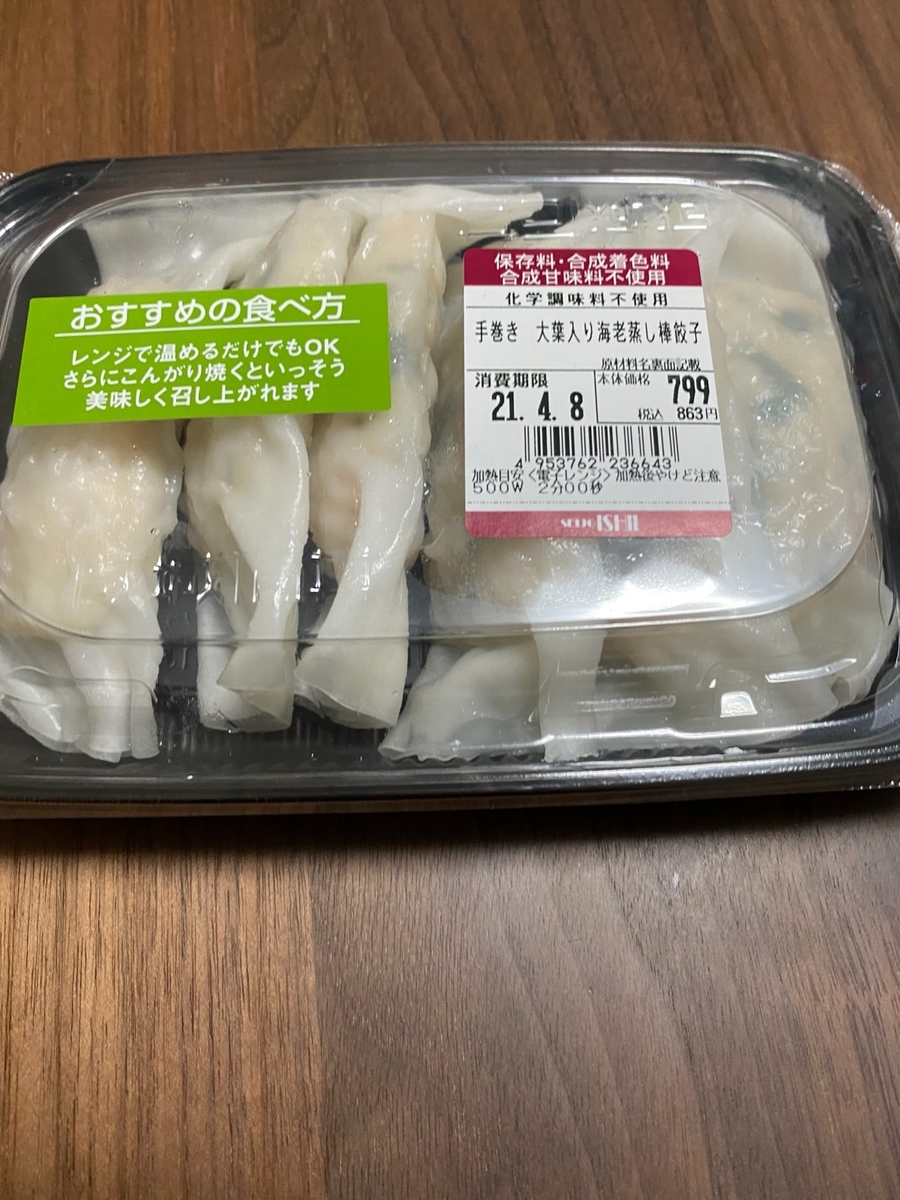 おすすめの食べ方
レンジで温めるだけでもOK
さらにこんがり焼くといっそう
美味しく召し上がれます
保存料・合成着色料
合成甘味料不使用
化学調味料不使用
手巻き 大葉入り海老蒸し棒餃子
原材料名裏面記載
消費期限
21. 4. 8
本体価格 799
税込 863円
4 953762 236643
加熱目安<電子レンジ>加熱後やけど注意
500W 2分00秒
SEIJO ISHII